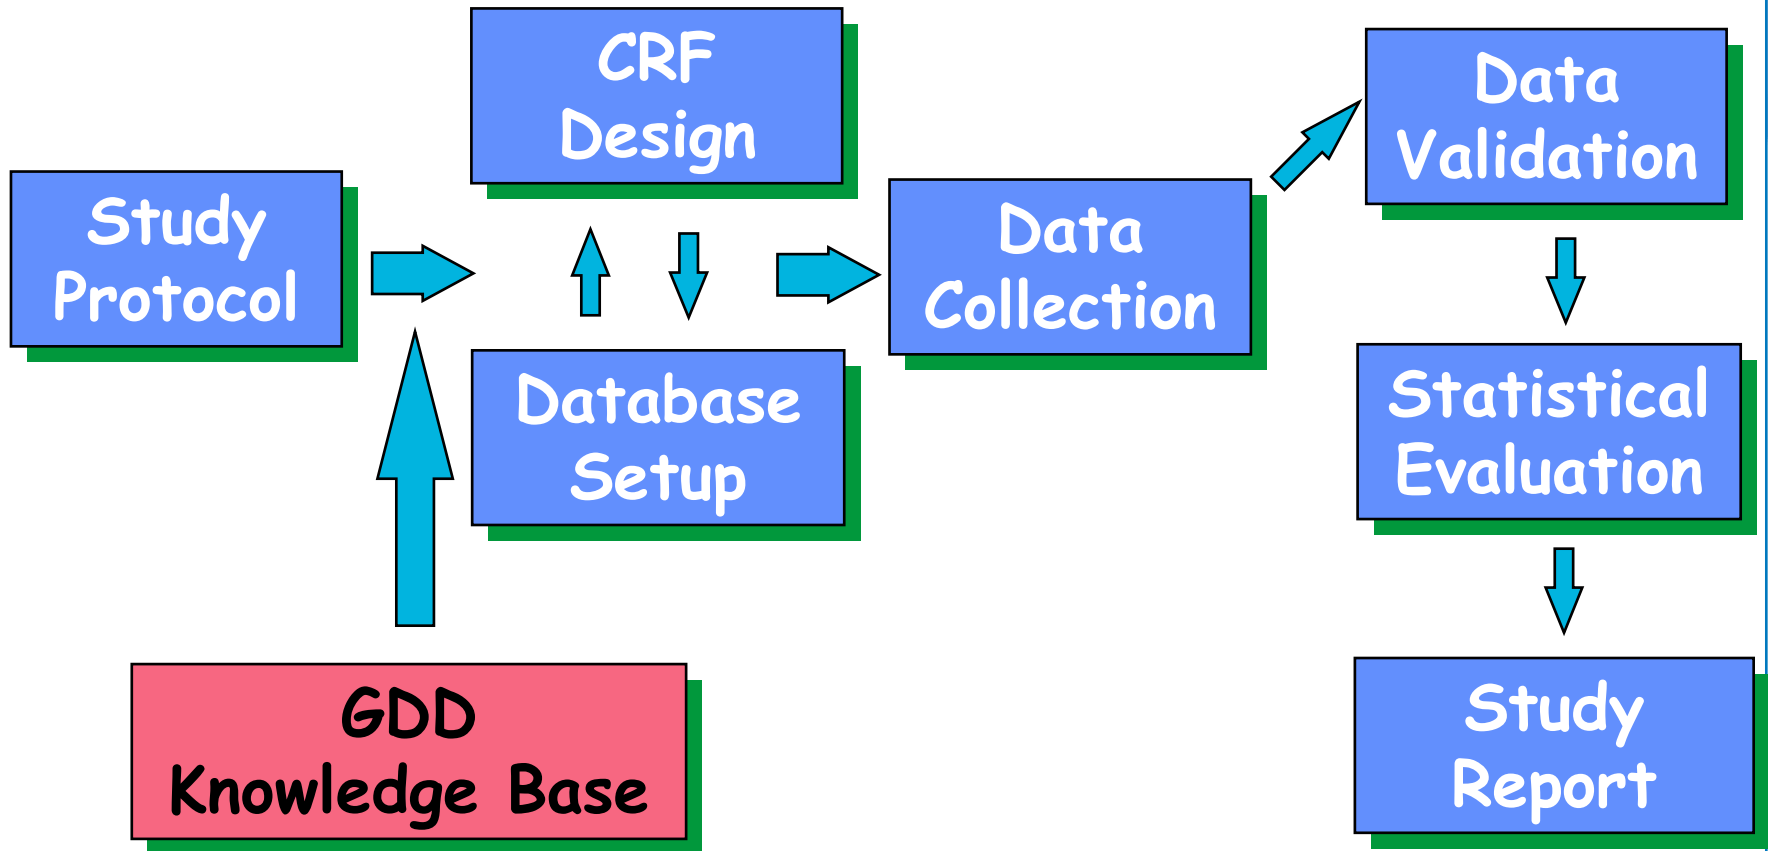 CRF
Design
Study
Protocol
Database
Setup
Data
Collection
Data
Validation
Statistical
Evaluation
Study
Report
GDD
Knowledge Base